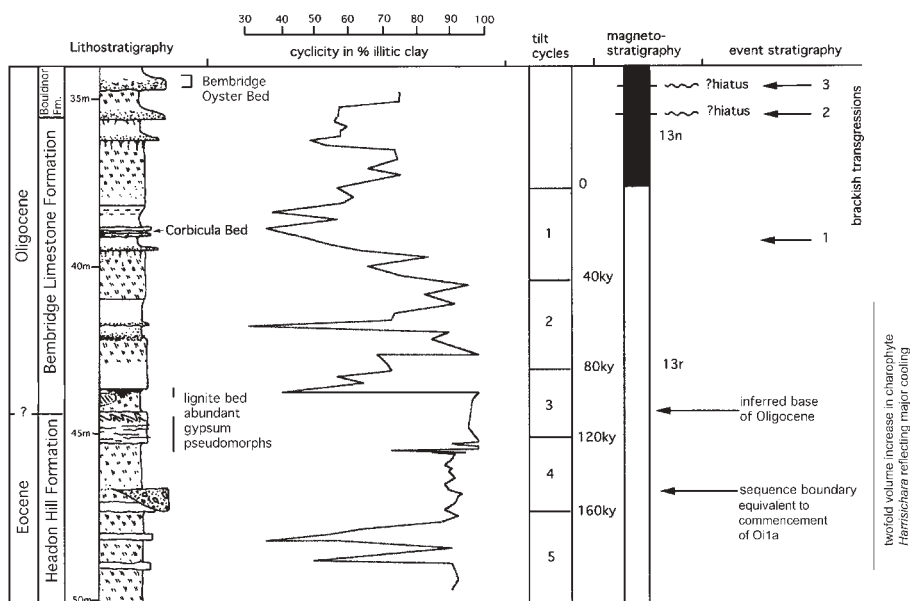 30 40 50 60 70 80 90 100
Lithostratigraphy
cyclicity in % illitic clay
tilt
cycles
magneto-
stratigraphy
event stratigraphy
Oligocene
?
Eocene
Bouldnor
Fm.
Bembridge Limestone Formation
Headon Hill Formation
35m
40m
45m
50m
Bembridge
Oyster Bed
Corbicula Bed
lignite bed
abundant
gypsum
pseudomorphs
1
2
3
4
5
0
40ky
80ky
120ky
160ky
13n
13r
?hiatus
3
?hiatus
2
1
brackish transgressions
inferred base
of Oligocene
sequence boundary
equivalent to
commencement
of Oi1a
twofold volume increase in charophyte
Harrisichara reflecting major cooling